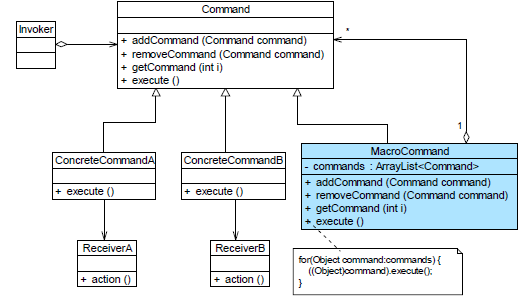 Command
Invoker
+ addCommand (Command command)
+ removeCommand (Command command)
+ getCommand (int i)
+ execute ()
*
1
ConcreteCommandA
+ execute ()
ConcreteCommandB
+ execute ()
MacroCommand
- commands : ArrayList<Command>
+ addCommand (Command command)
+ removeCommand (Command command)
+ getCommand (int i)
+ execute ()
ReceiverA
+ action ()
ReceiverB
+ action ()
for(Object command:commands) {
((Object)command).execute();
}